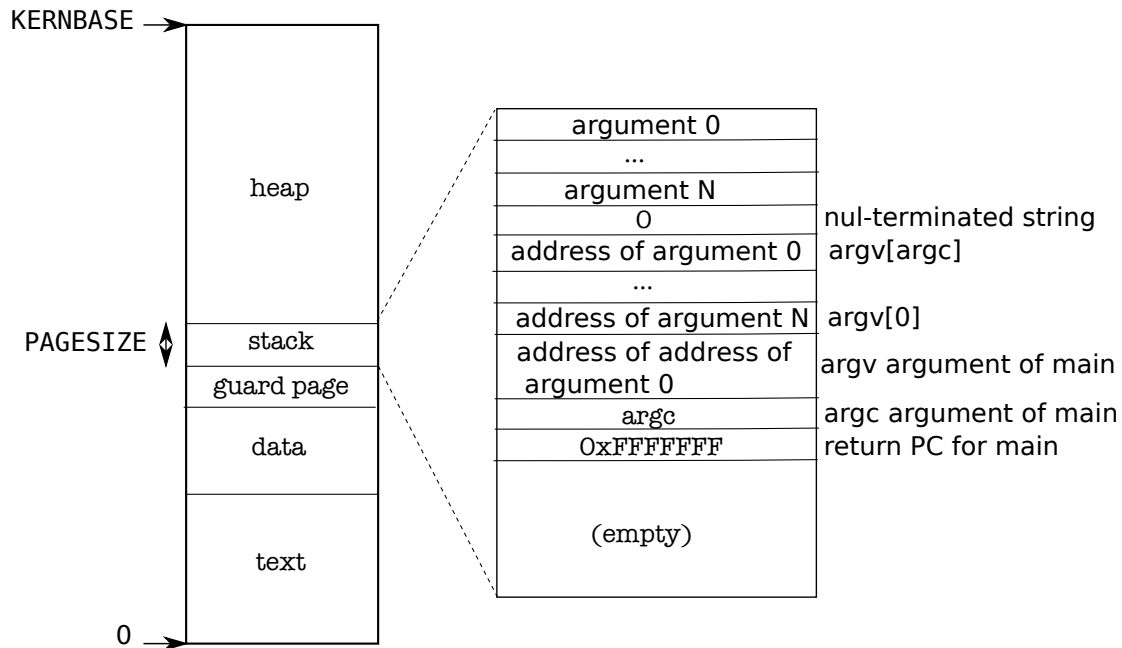 KERNBASE
heap
PAGESIZE
stack
guard page
data
text
0
argument 0
...
argument N
0 nul-terminated string
address of argument 0 argv[argc]
...
address of argument N argv[0]
address of address of
argument 0 argv argument of main
argc argc argument of main
0xFFFFFFF return PC for main
(empty)